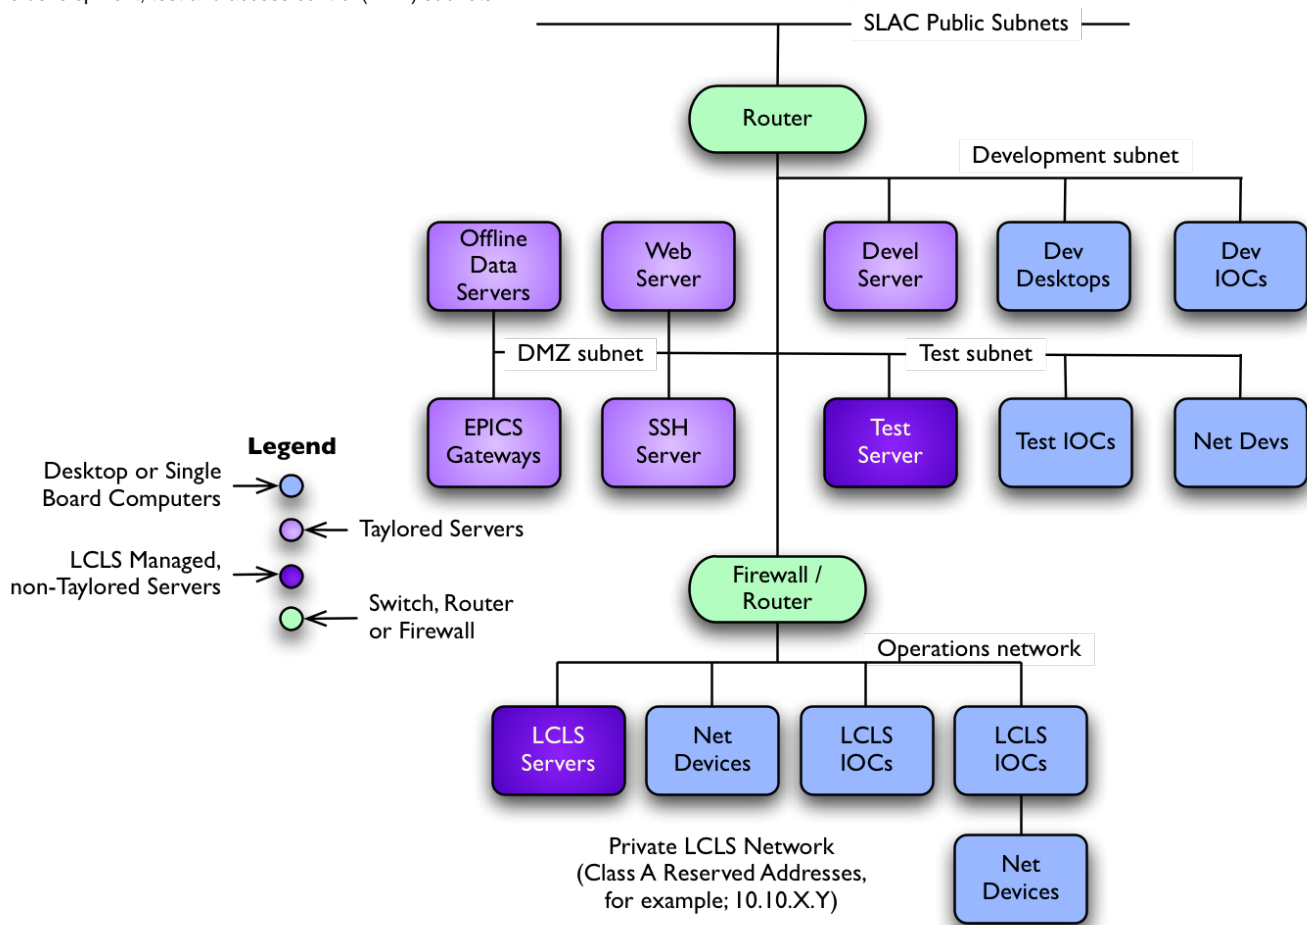 SLAC Public Subnets
Router
Development subnet
Offline
Data
Servers
Web
Server
Devel
Server
Dev
Desktops
Dev
IOCs
DMZ subnet
Test subnet
EPICS
Gateways
SSH
Server
Test
Server
Test IOCs
Net Devs
Legend
Desktop or Single
Board Computers
Taylored Servers
LCLS Managed,
non-Taylored Servers
Switch, Router
or Firewall
Firewall /
Router
Operations network
LCLS
Servers
Net
Devices
LCLS
IOCs
LCLS
IOCs
Net
Devices
Private LCLS Network
(Class A Reserved Addresses,
for example; 10.10.X.Y)